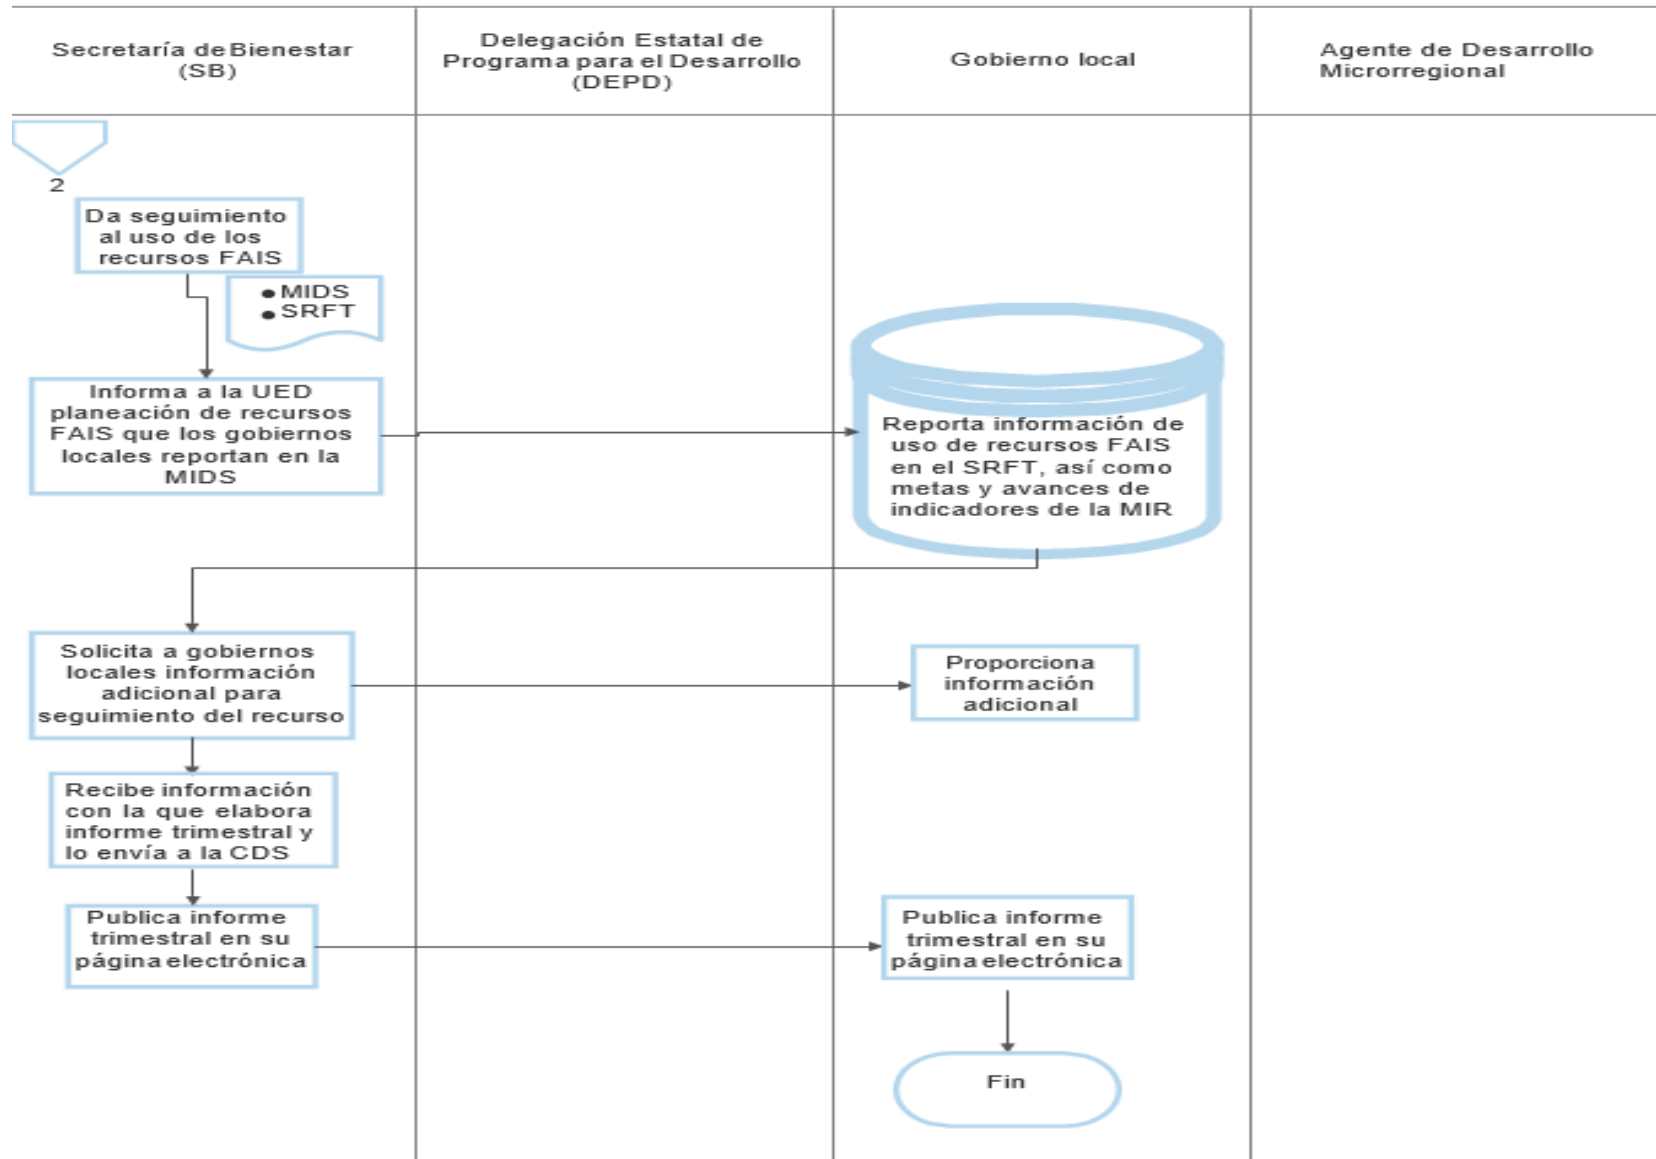 Secretaría de Bienestar
(SB)
Delegación Estatal de
Programa para el Desarrollo
(DEPD)
Gobierno local
Agente de Desarrollo
Microrregional
2
Da seguimiento
al uso de los
recursos FAIS
● MIDS
● SRFT
Informa a la UED
planeación de recursos
FAIS que los gobiernos
locales reportan en la
MIDS
Reporta información de
uso de recursos FAIS
en el SRFT, así como
metas y avances de
indicadores de la MIR
Solicita a gobiernos
locales información
adicional para
seguimiento del recurso
Proporciona
información
adicional
Recibe información
con la que elabora
informe trimestral y
lo envía a la CDS
Publica informe
trimestral en su
página electrónica
Publica informe
trimestral en su
página electrónica
Fin